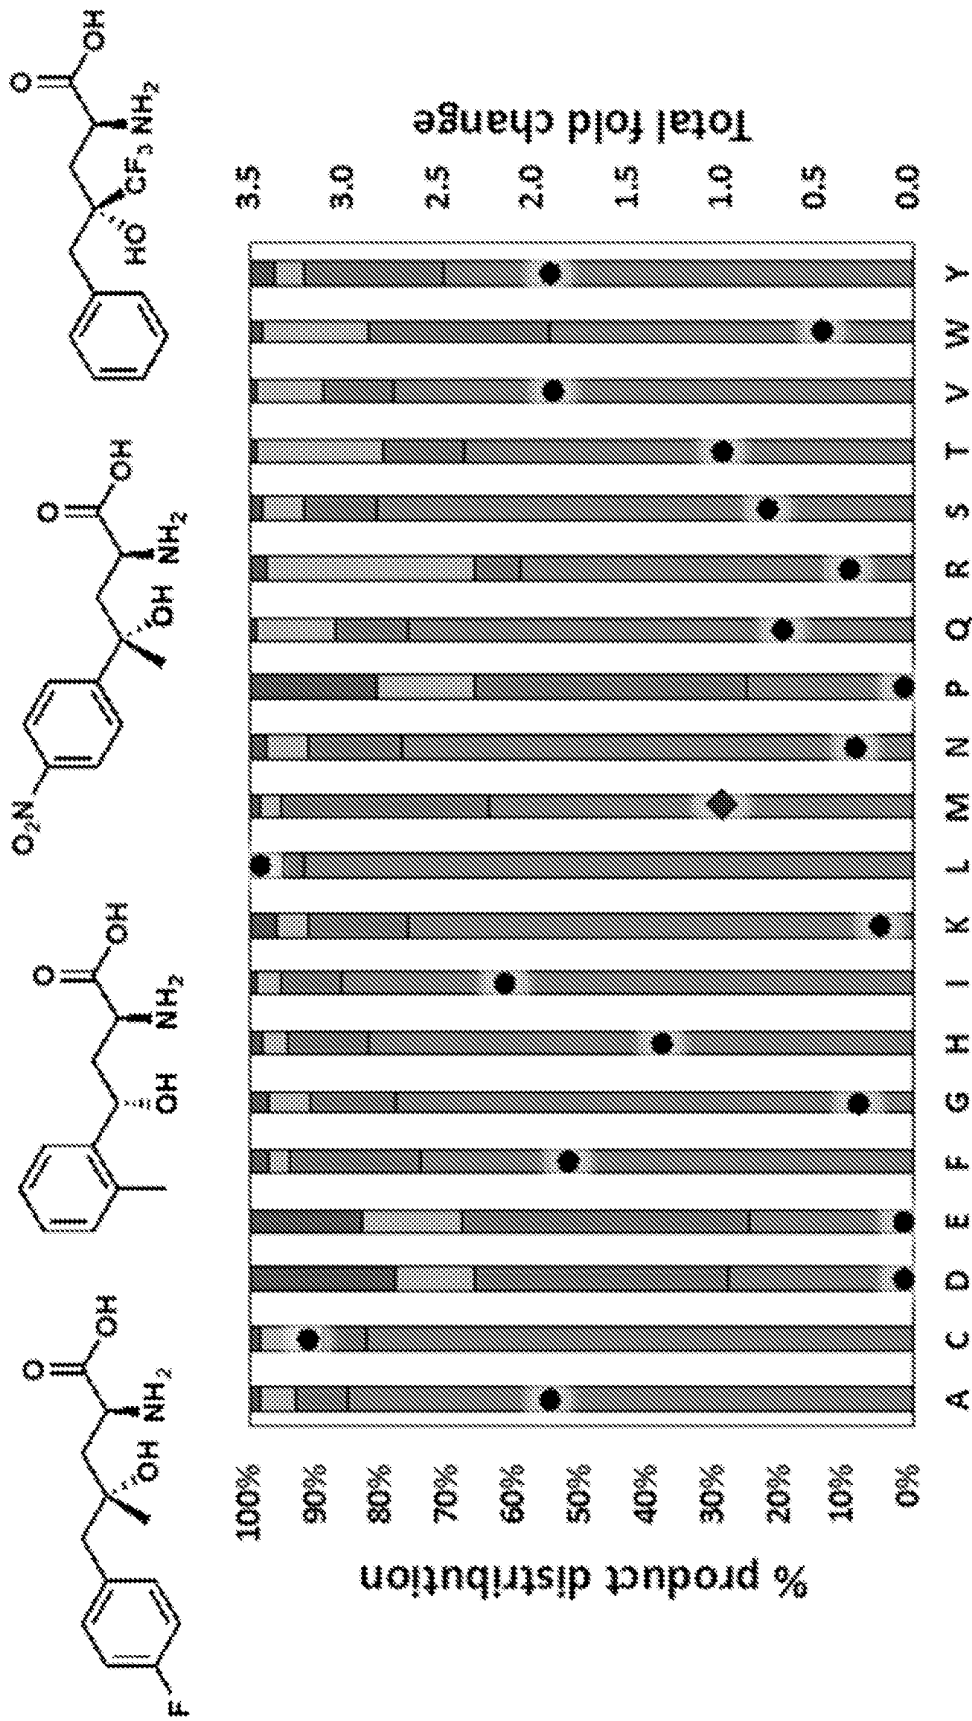 F
OH
NH2
O
OH
OH
NH2
O
OH
O2N
OH
NH2
O
OH
HO
CF3
NH2
O
OH
% product distribution
100%
90%
80%
70%
60%
50%
40%
30%
20%
10%
0%
Total fold change
3.5
3.0
2.5
2.0
1.5
1.0
0.5
0.0
A C D E F G H I K L M N P Q R S T V W Y